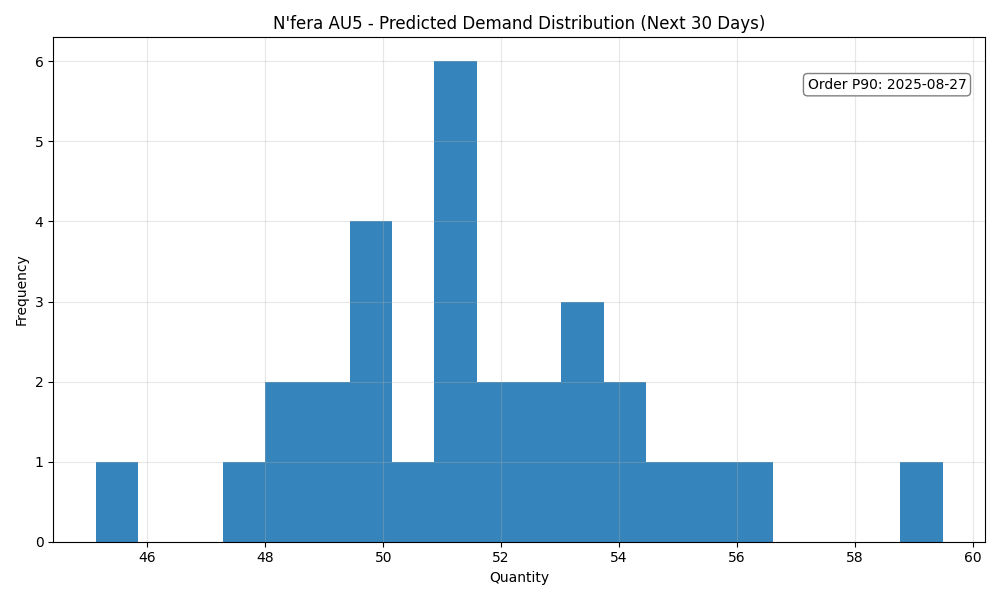 N'fera AU5 - Predicted Demand Distribution (Next 30 Days)
Order P90: 2025-08-27
Frequency
6
5
4
3
2
1
0
46 48 50 52 54 56 58 60
Quantity